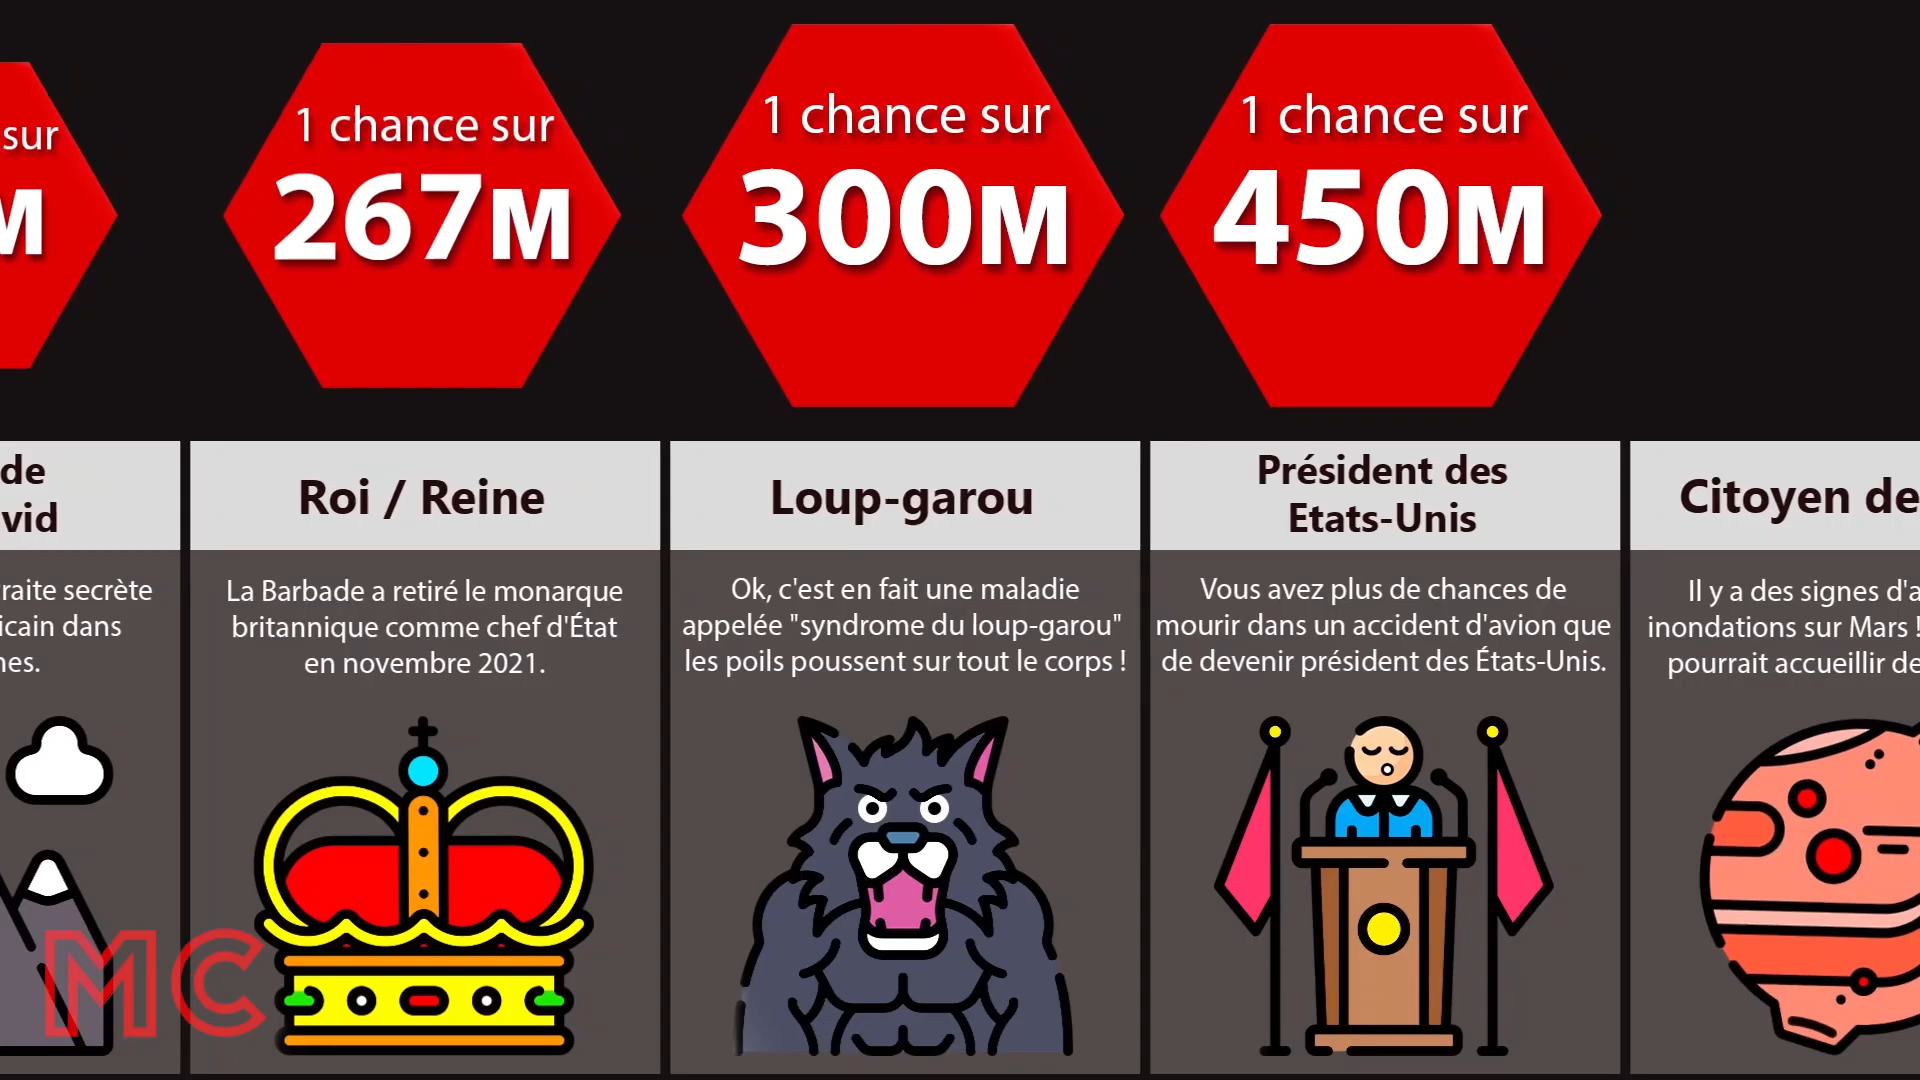 sur
M
de
vid
raite secrète
icain dans
nes.
1 chance sur
267M
Roi / Reine
La Barbade a retiré le monarque
britannique comme chef d'État
en novembre 2021.
1 chance sur
300M
Loup-garou
Ok, c'est en fait une maladie
appelée "syndrome du loup-garou"
les poils poussent sur tout le corps !
1 chance sur
450M
Président des
Etats-Unis
Vous avez plus de chances de
mourir dans un accident d'avion que
de devenir président des États-Unis.
Citoyen de
Il y a des signes d'a
inondations sur Mars !
pourrait accueillir de
MC